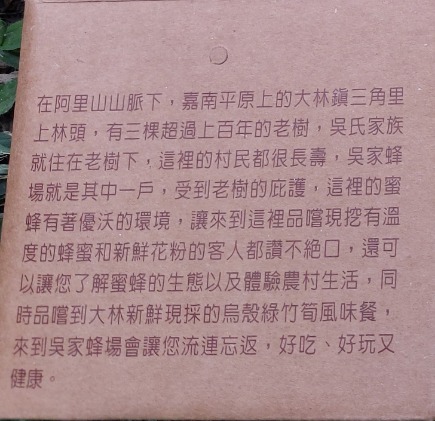 在阿里山山脈下，嘉南平原上的大林鎭三角里
上林頭，有三棵超過上百年的老樹，吳氏家族
就住在老樹下，這裡的村民都很長壽，吳家蜂
場就是其中一戶，受到老樹的庇護，這裡的蜜
蜂有著優沃的環境，讓來到這裡品嚐現挖有溫
度的蜂蜜和新鮮花粉的客人都讚不絕口，還可
以讓您了解蜜蜂的生態以及體驗農村生活，同
時品嚐到大林新鮮現採的烏殼綠竹筍風味餐，
來到吳家蜂場會讓您流連忘返，好吃、好玩又
健康。